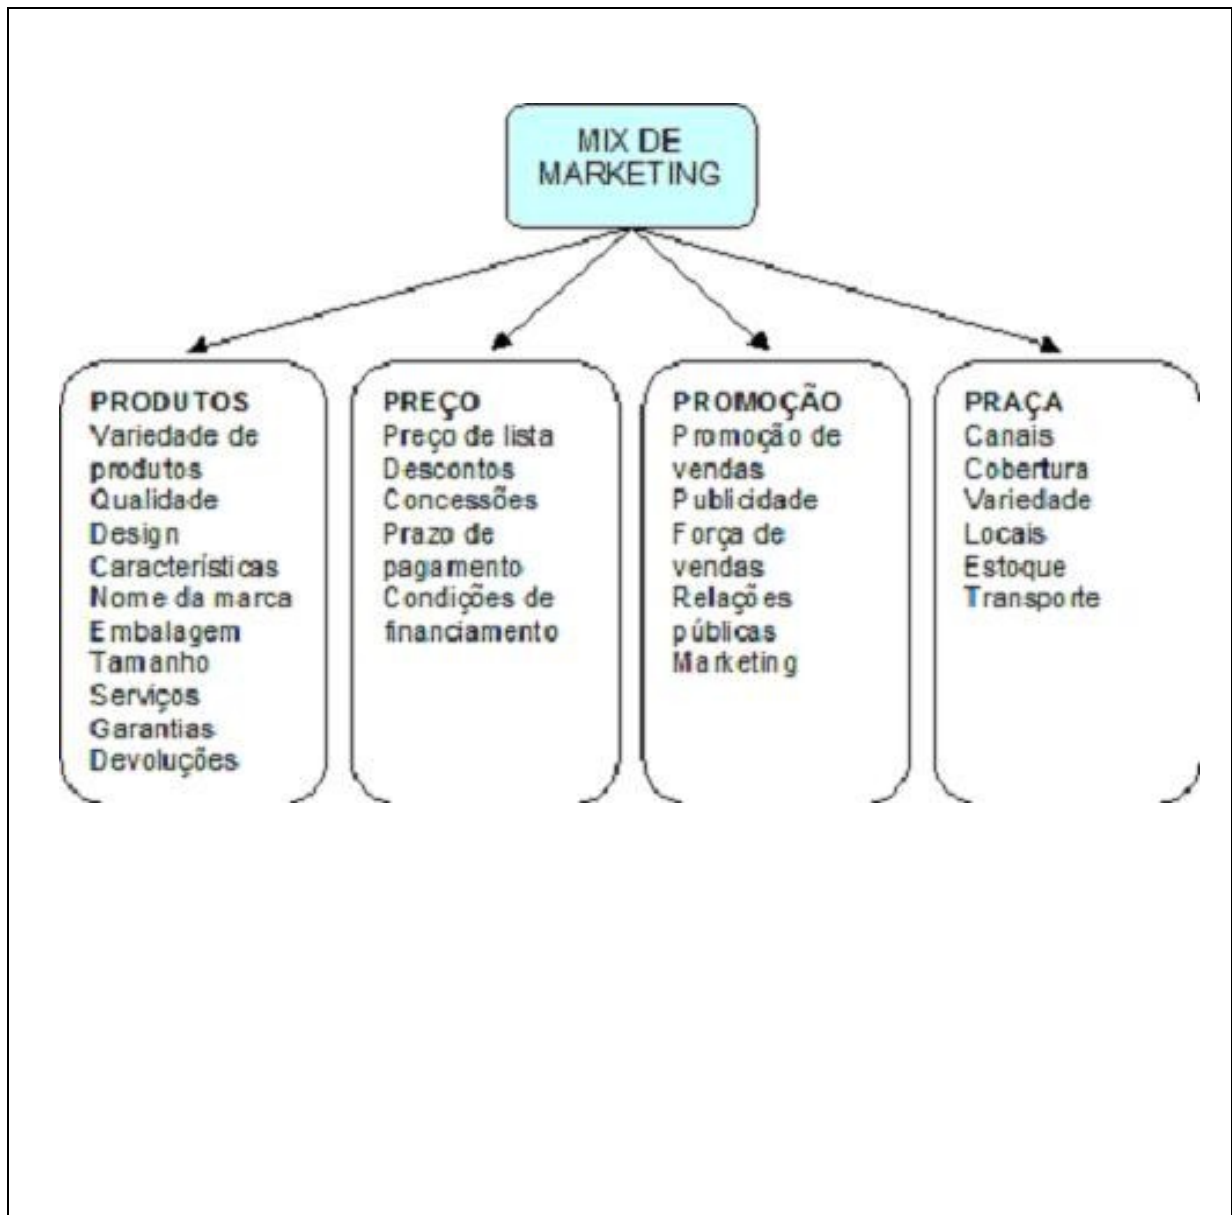 MIX DE
MARKETING
PRODUTOS
Variedade de
produtos
Qualidade
Design
Características
Nome da marca
Embalagem
Tamanho
Serviços
Garantias
Devoluções
PREÇO
Preço de lista
Descontos
Concessões
Prazo de
pagamento
Condições de
financiamento
PROMOÇÃO
Promoção de
vendas
Publicidade
Força de
vendas
Relações
públicas
Marketing
PRAÇA
Canais
Cobertura
Variedade
Locais
Estoque
Transporte